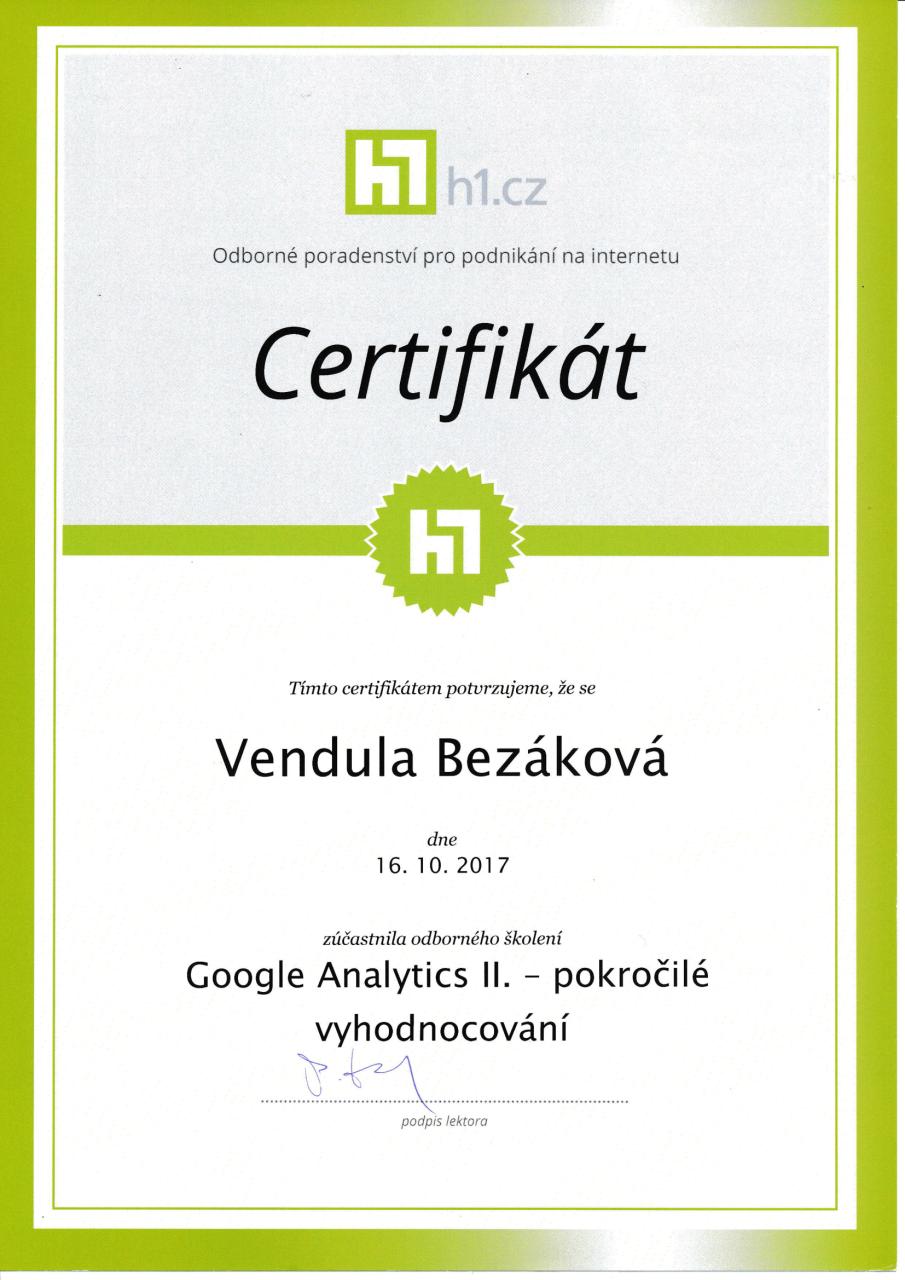 h1 h1.cz
Odborné poradenství pro podnikání na internetu
Certifikát
h1
Tímto certifikátem potvrzujeme, že se
Vendula Bezáková
dne
16. 10. 2017
zúčastnila odborného školení
Google Analytics II. – pokročilé
vyhodnocování
podpis lektora